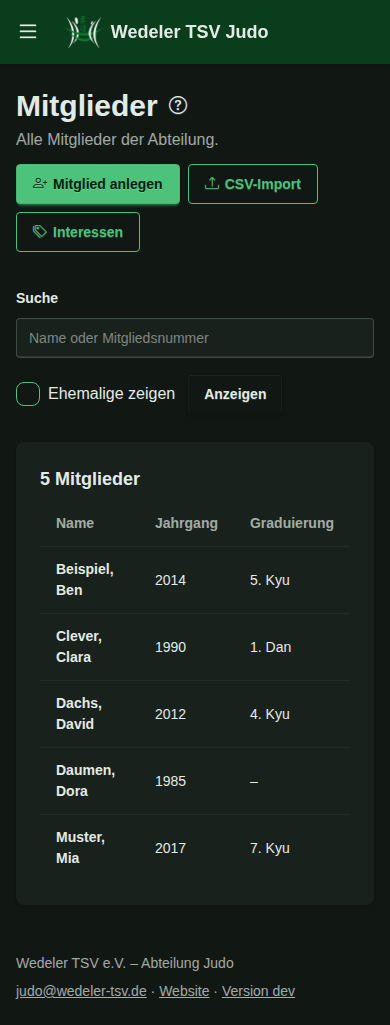 Wedeler TSV Judo
Mitglieder
Alle Mitglieder der Abteilung.
Mitglied anlegen
CSV-Import
Interessen
Suche
Name oder Mitgliedsnummer
Ehemalige zeigen
Anzeigen
5 Mitglieder
Name Jahrgang Graduierung
Beispiel,
Ben 2014 5. Kyu
Clever,
Clara 1990 1. Dan
Dachs,
David 2012 4. Kyu
Daumen,
Dora 1985 –
Muster,
Mia 2017 7. Kyu
Wedeler TSV e.V. – Abteilung Judo
judo@wedeler-tsv.de · Website · Version dev